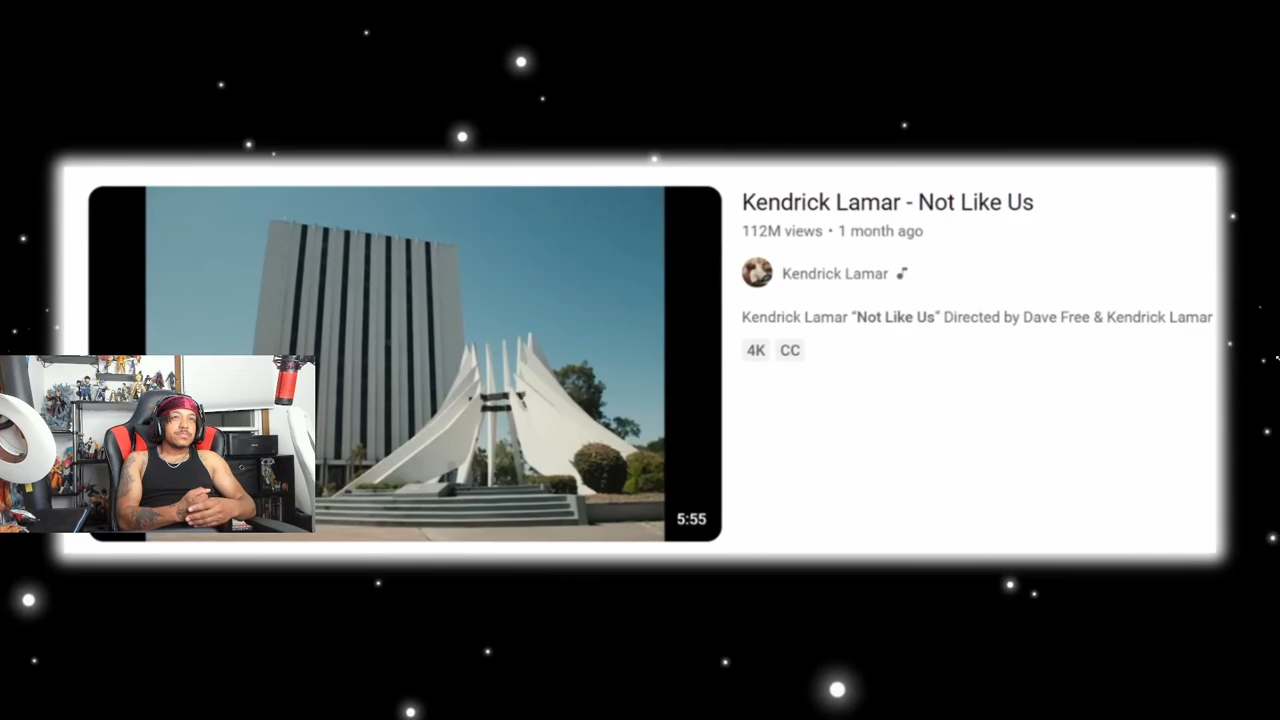 Kendrick Lamar - Not Like Us
112M views • 1 month ago
Kendrick Lamar
Kendrick Lamar "Not Like Us" Directed by Dave Free & Kendrick Lamar
4K CC
5:55